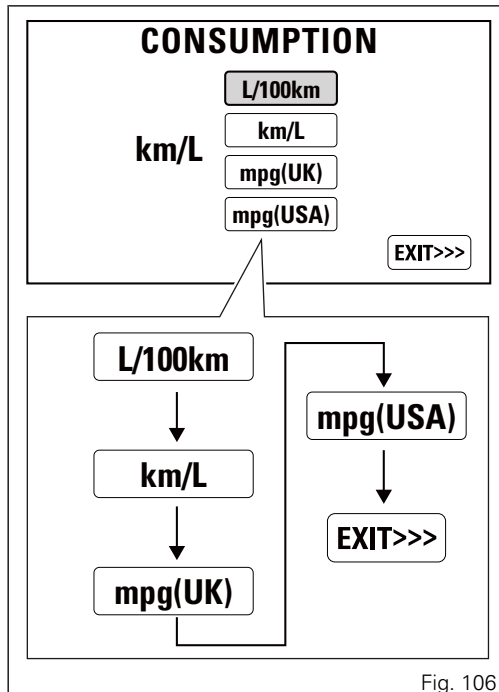 CONSUMPTION
km/L
L/100km
km/L
mpg(UK)
mpg(USA)
EXIT>>>
L/100km
km/L
mpg(UK)
mpg(USA)
EXIT>>>
Fig. 106